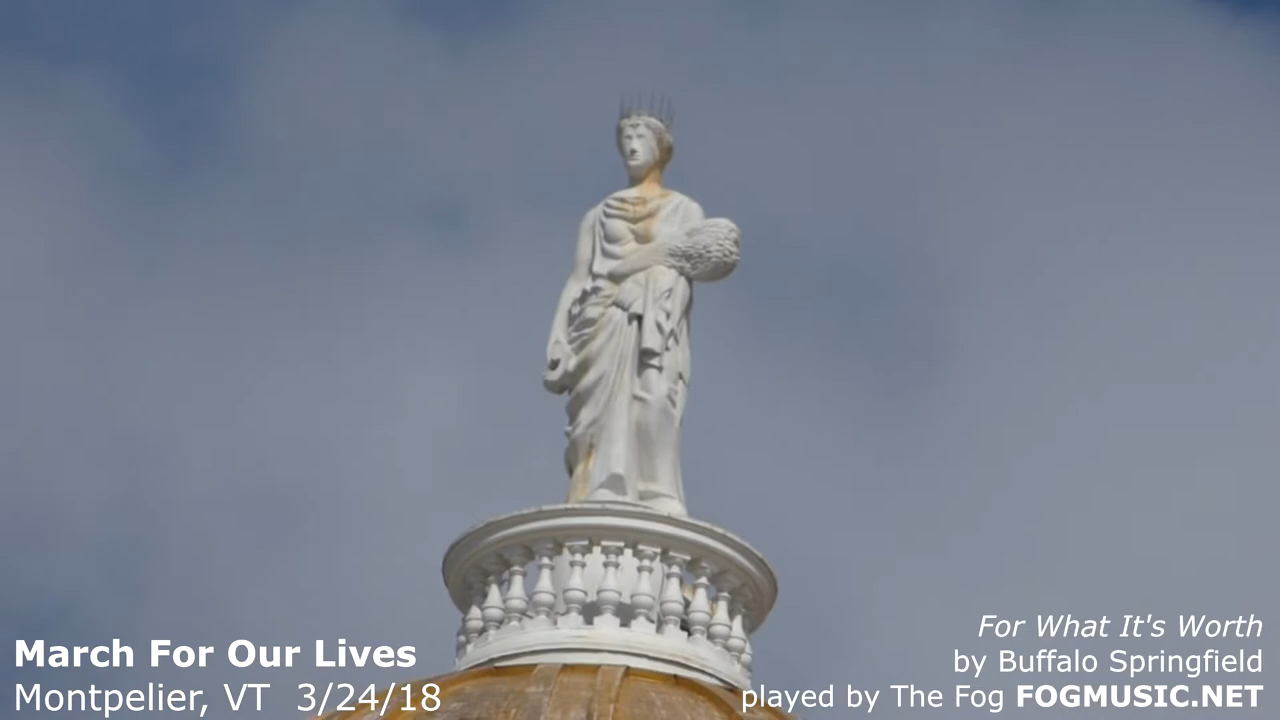 March For Our Lives
Montpelier, VT  3/24/18
For What It's Worth
by Buffalo Springfield
played by The Fog FOGMUSIC.NET